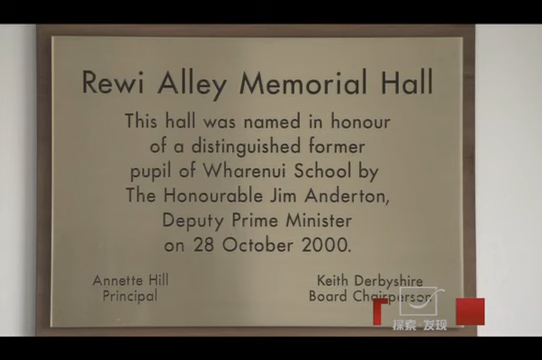 Rewi Alley Memorial Hall
This hall was named in honour
of a distinguished former
pupil of Wharenui School by
The Honourable Jim Anderton,
Deputy Prime Minister
on 28 October 2000.
Annette Hill
Principal
Keith Derbyshire
Board Chairperson
探索 发现